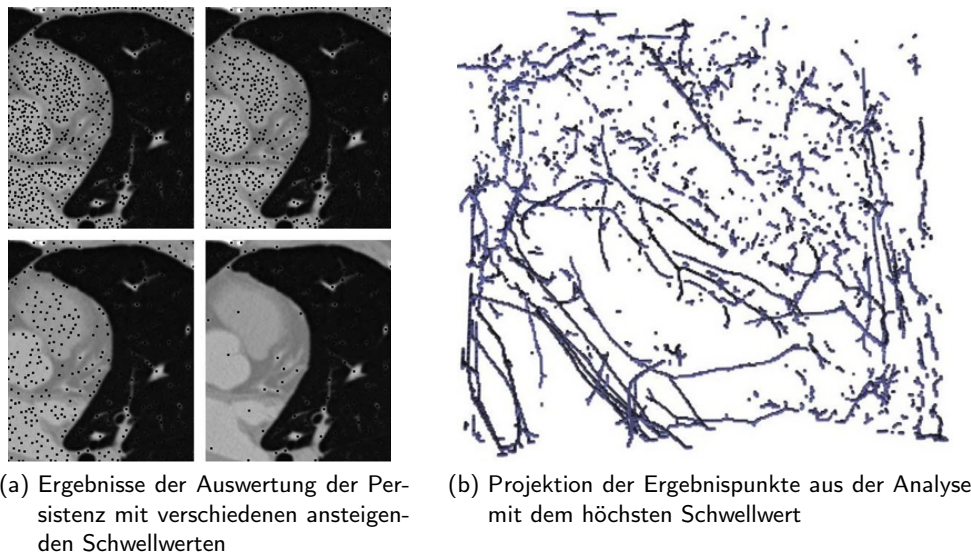 (a) Ergebnisse der Auswertung der Per-
sistenz mit verschiedenen ansteigen-
den Schwellwerten
(b) Projektion der Ergebnispunkte aus der Analyse
mit dem höchsten Schwellwert